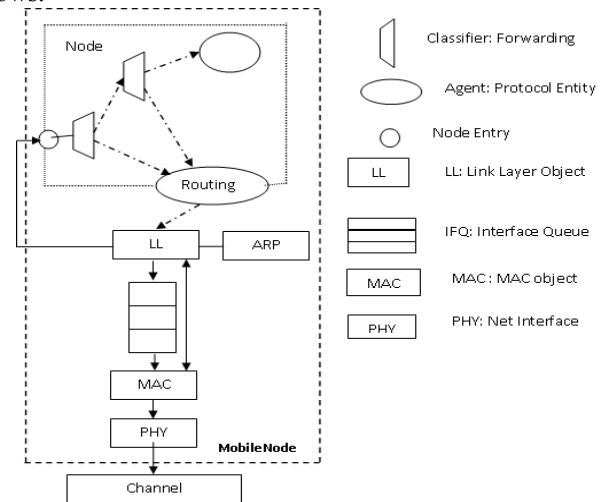 Node
Routing
LL
ARP
MAC
PHY
MobileNode
Channel
Classifier: Forwarding
Agent: Protocol Entity
Node Entry
LL
LL: Link Layer Object
IFQ: Interface Queue
MAC
MAC: MAC object
PHY
PHY: Net Interface